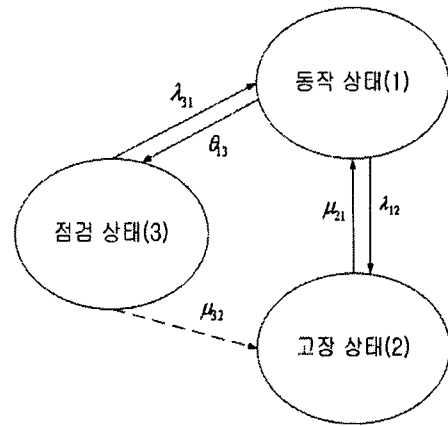 동작 상태(1)
λ₃₁
θ₁₃
점검 상태(3)
μ₂₁
λ₁₂
μ₃₂
고장 상태(2)